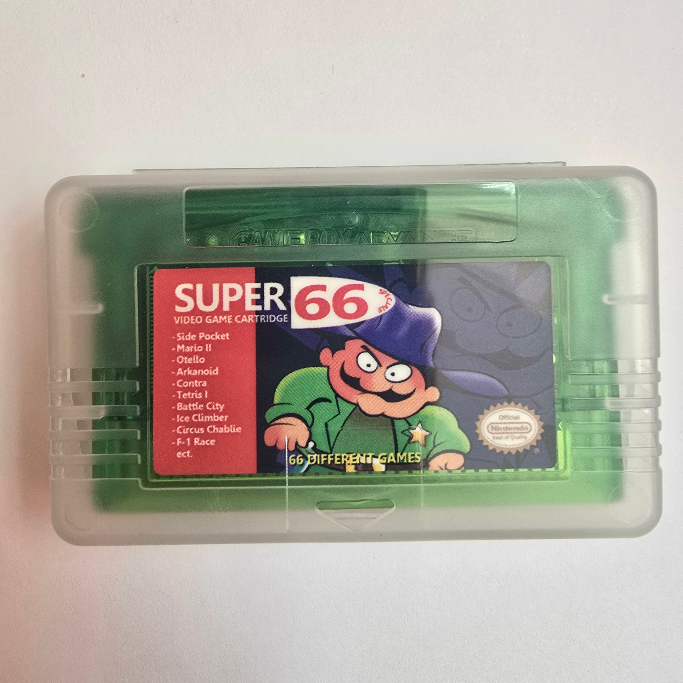 GAME BOY ADVANCE
SUPER 66
VIDEO GAME CARTRIDGE
-Side Pocket
-Mario II
-Otello
-Arkanoid
-Contra
-Tetris I
-Battle City
Ice Climber
-Circus Chablie
-F-1 Race
ect.
66 DIFFERENT GAMES
Official
Nintendo
Seal of Quality